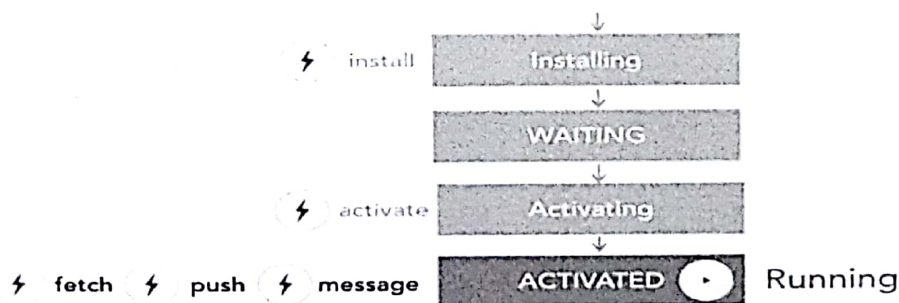 install Installing
WAITING
activate Activating
fetch push message ACTIVATED Running